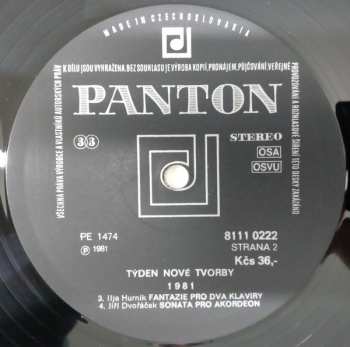 MADE IN CZECHOSLOVAKIA
VŠECHNA PRÁVA VÝROBCE A VLASTNÍKŮ AUTORSKÝCH PRÁV K DÍLU JSOU VYHRAŽENA. BEZ SOUHLASU JE VÝROBA KOPIÍ, PRONÁJEM, PŮJČOVÁNÍ, VEŘEJNÉ PROVOZOVÁNÍ A ROZHLASOVÉ ŠÍŘENÍ TÉTO DESKY ZAKÁZÁNO
PANTON
33
STEREO
OSA
OSVU
PE 1474
8111 0222
℗ 1981
STRANA 2
Kčs 36,-
TÝDEN NOVÉ TVORBY
1981
3. Ilja Hurník FANTAZIE PRO DVA KLAVÍRY
4. Jiří Dvořáček SONATA PRO AKORDEON